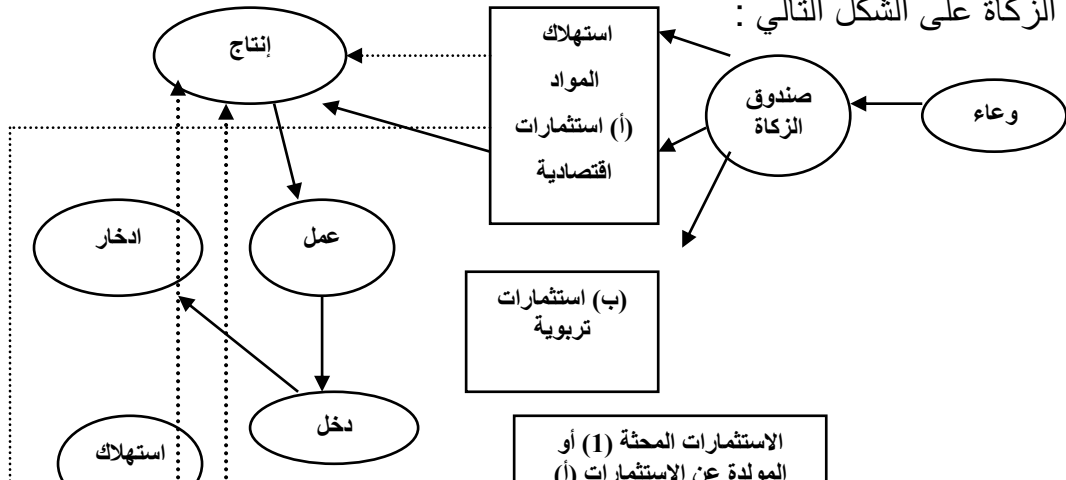 الزكاة على الشكل التالي :
استهلاك
المواد
(أ) استثمارات
اقتصادية
صندوق
الزكاة
وعاء
إنتاج
عمل
ادخار
(ب) استثمارات
تربوية
دخل
استهلاك
الاستثمارات المحثة (1) أو
المولدة عن الاستثمارات (أ)